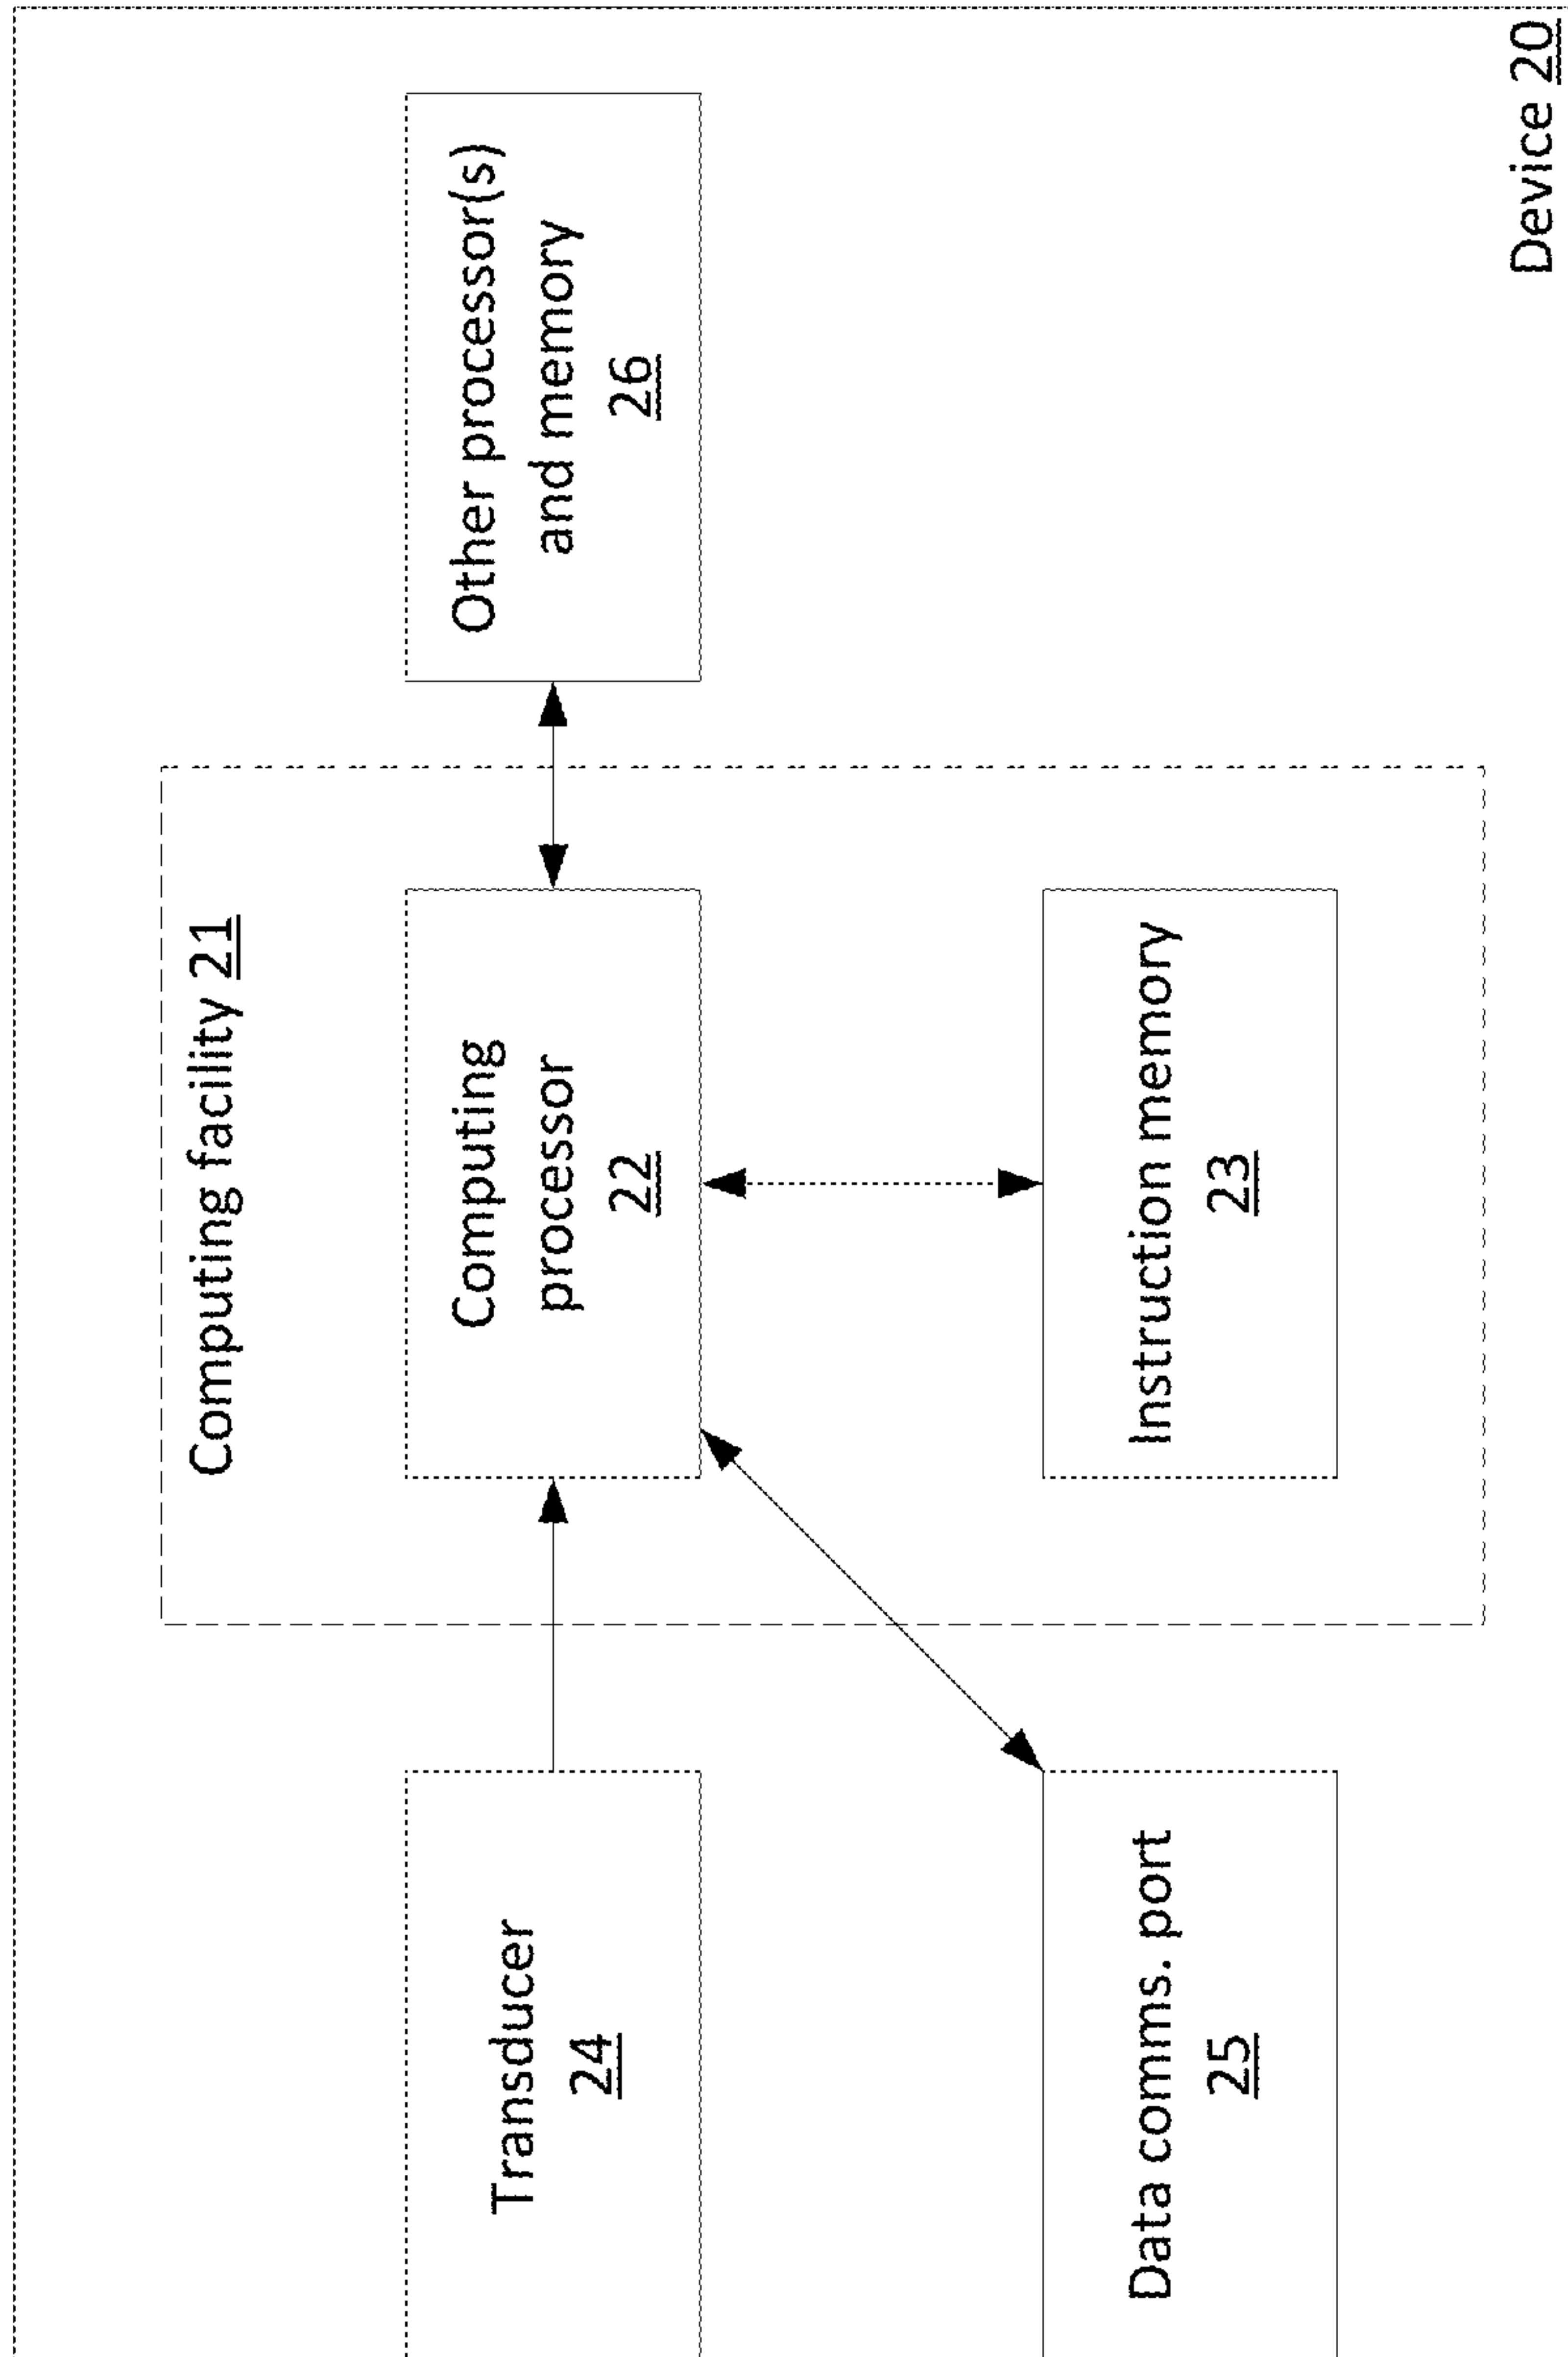 Computing facility 21
Transducer
24
Computing
processor
22
Other processor(s)
and memory
26
Data comms. port
25
Instruction memory
23
Device 20